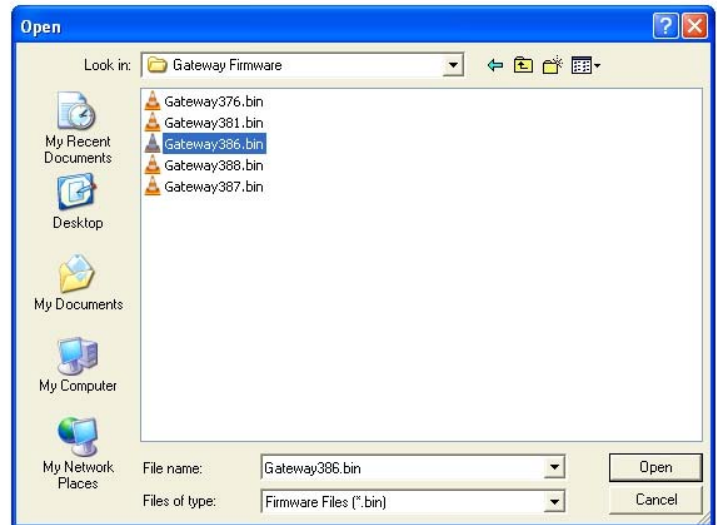 Open
Look in:
Gateway Firmware
My Recent
Documents
Desktop
My Documents
My Computer
My Network
Places
Gateway376.bin
Gateway381.bin
Gateway386.bin
Gateway388.bin
Gateway387.bin
File name:
Gateway386.bin
Open
Files of type:
Firmware Files (*.bin)
Cancel